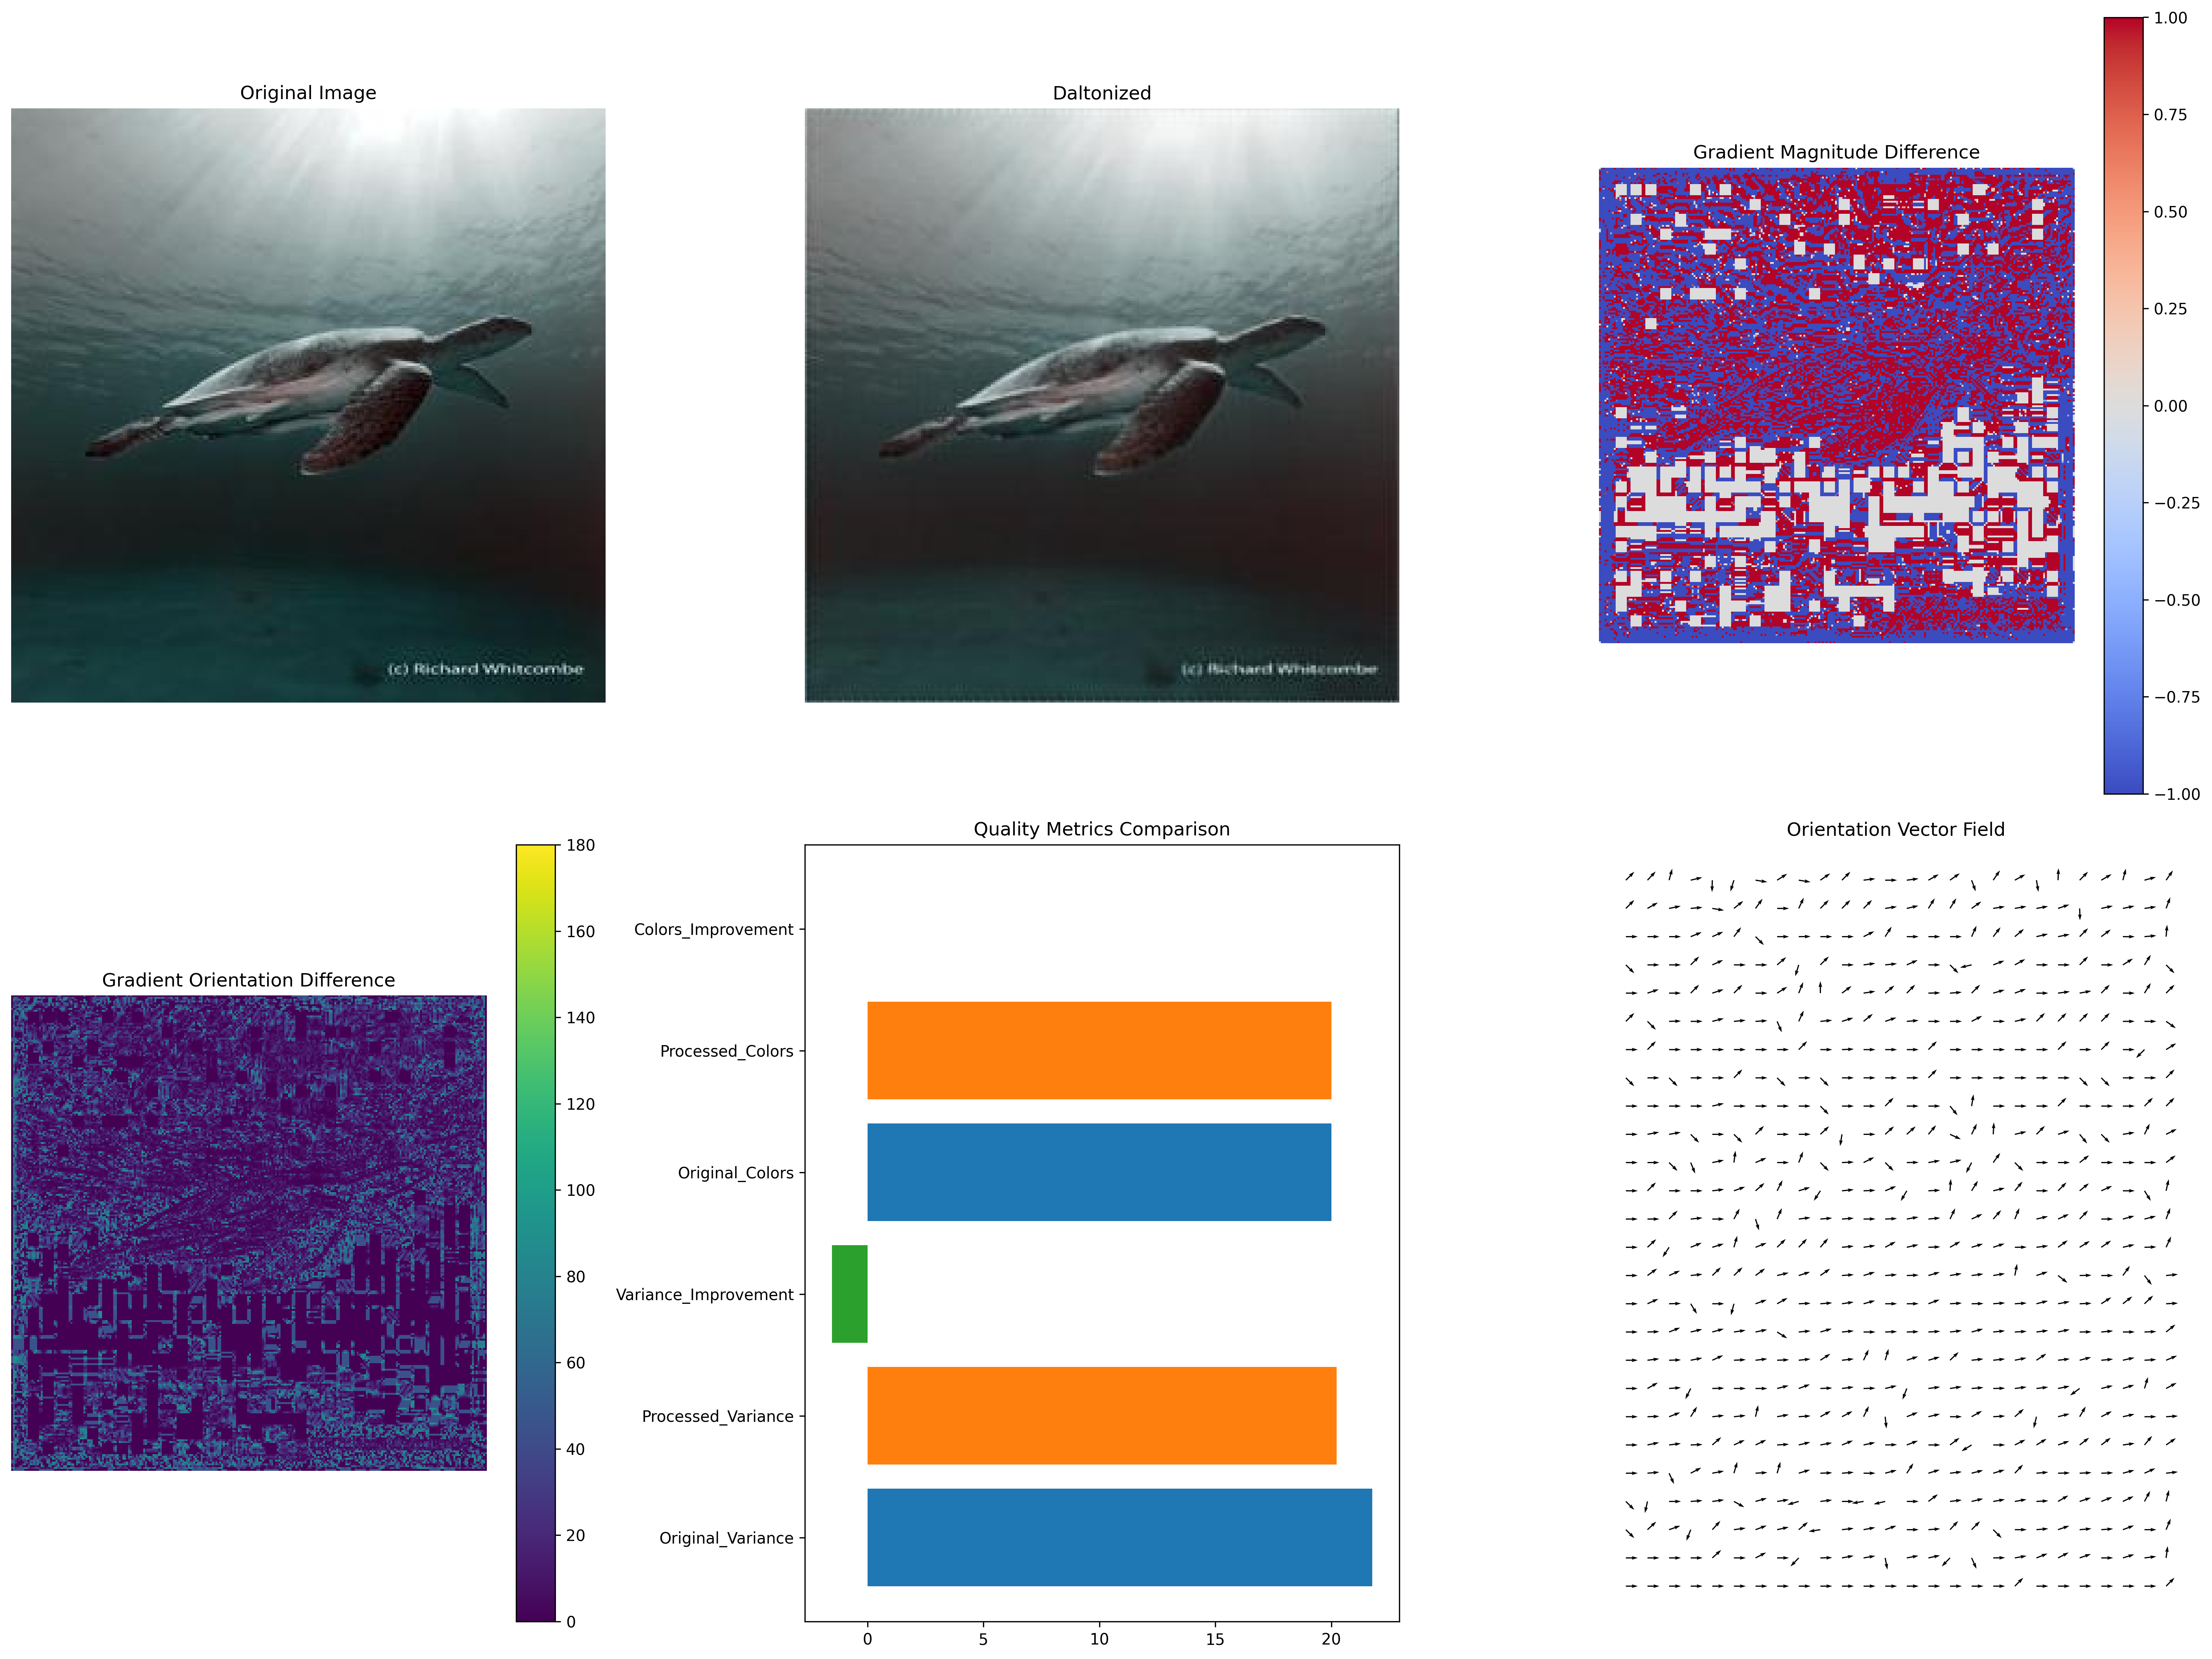 Original Image
(c) Richard Whitcombe
Daltonized
(c) Richard Whitcombe
Gradient Magnitude Difference
1.00
0.75
0.50
0.25
0.00
−0.25
−0.50
−0.75
−1.00
Gradient Orientation Difference
180
160
140
120
100
80
60
40
20
0
Quality Metrics Comparison
Colors_Improvement
Processed_Colors
Original_Colors
Variance_Improvement
Processed_Variance
Original_Variance
0 5 10 15 20
Orientation Vector Field